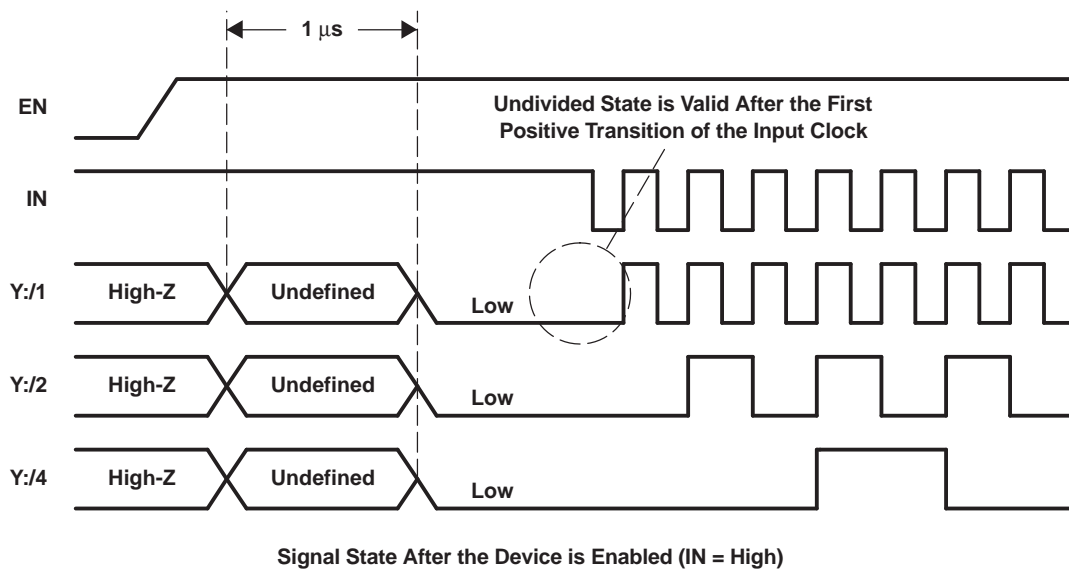 1 μs
EN
Undivided State is Valid After the First
Positive Transition of the Input Clock
IN
Y:/1
High-Z
Undefined
Low
Y:/2
High-Z
Undefined
Low
Y:/4
High-Z
Undefined
Low
Signal State After the Device is Enabled (IN = High)